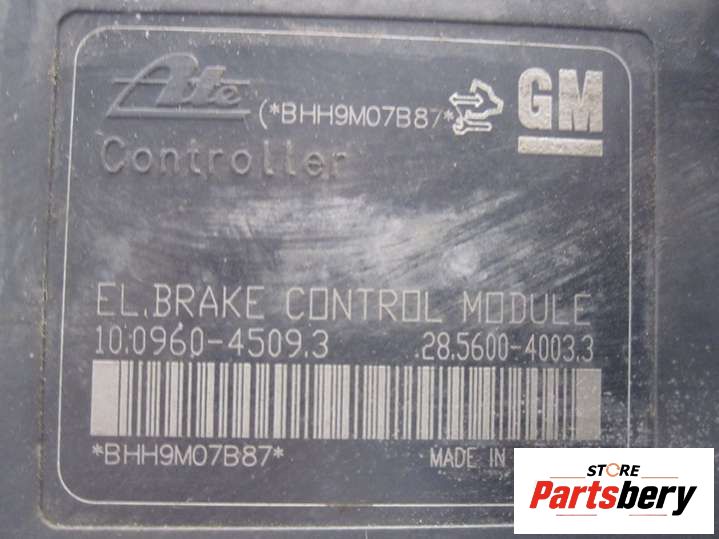 Ate
(*BHH9M07B87*
GM
Controller
EL.BRAKE CONTROL MODULE
10.0960-4509.3 28.5600-4003.3
*BHH9M07B87* MADE IN
STORE
Partsbery